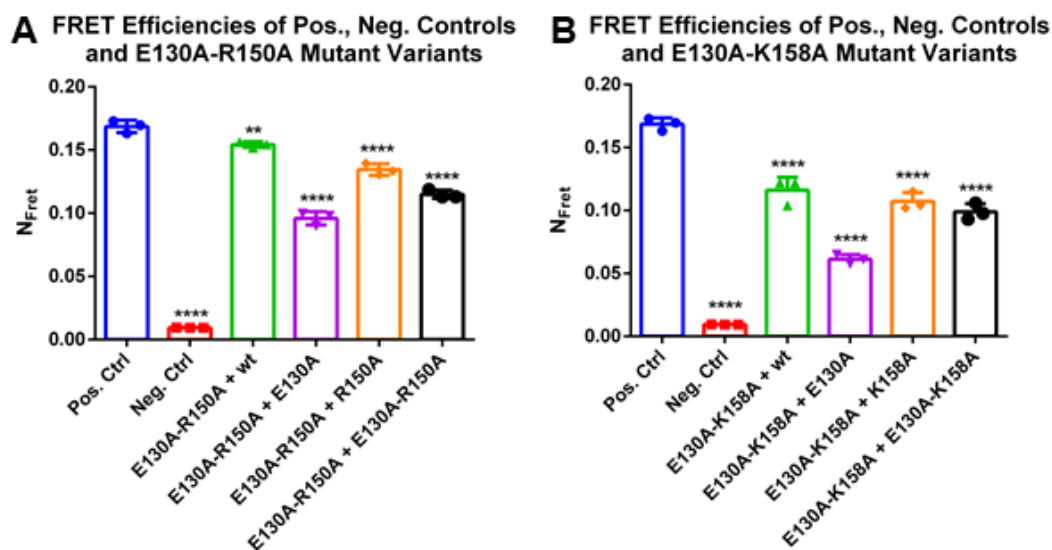 A
FRET Efficiencies of Pos., Neg. Controls
and E130A-R150A Mutant Variants
N_Fret
0.20
0.15
0.10
0.05
0.00
****
**
****
****
****
Pos. Ctrl
Neg. Ctrl
E130A-R150A + wt
E130A-R150A + E130A
E130A-R150A + R150A
E130A-R150A + E130A-R150A
B
FRET Efficiencies of Pos., Neg. Controls
and E130A-K158A Mutant Variants
N_Fret
0.20
0.15
0.10
0.05
0.00
****
****
****
****
****
Pos. Ctrl
Neg. Ctrl
E130A-K158A + wt
E130A-K158A + E130A
E130A-K158A + K158A
E130A-K158A + E130A-K158A